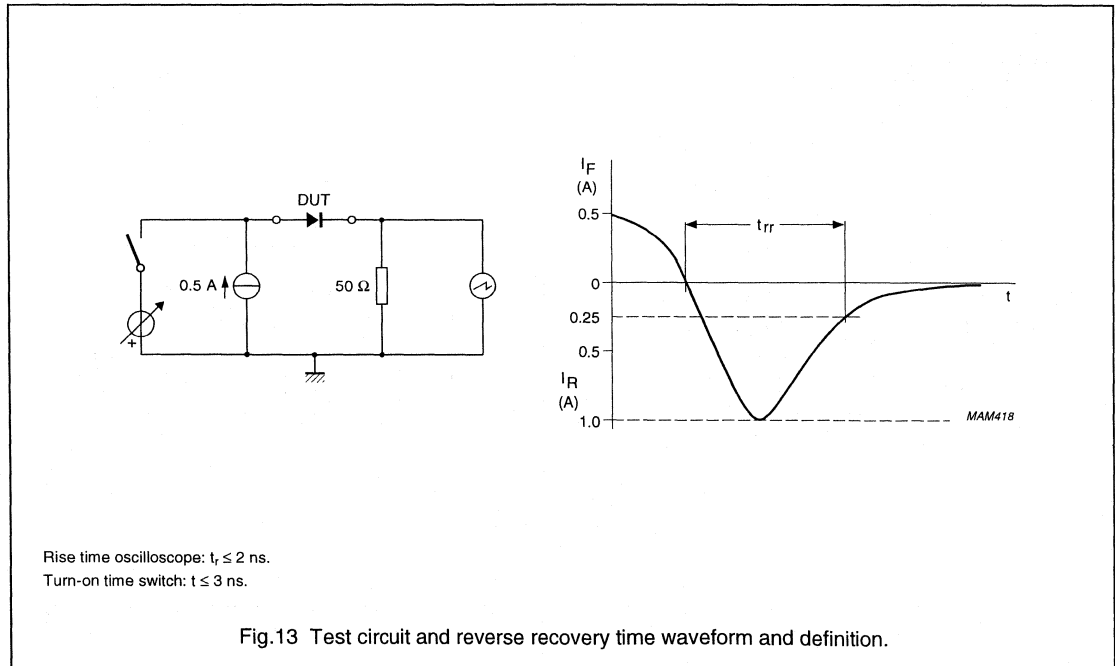 DUT
0.5 A
50 Ω
+
I_F
(A)
0.5
t_rr
0
t
0.25
0.5
I_R
(A)
1.0
MAM418
Rise time oscilloscope: t_r ≤ 2 ns.
Turn-on time switch: t ≤ 3 ns.
Fig.13 Test circuit and reverse recovery time waveform and definition.